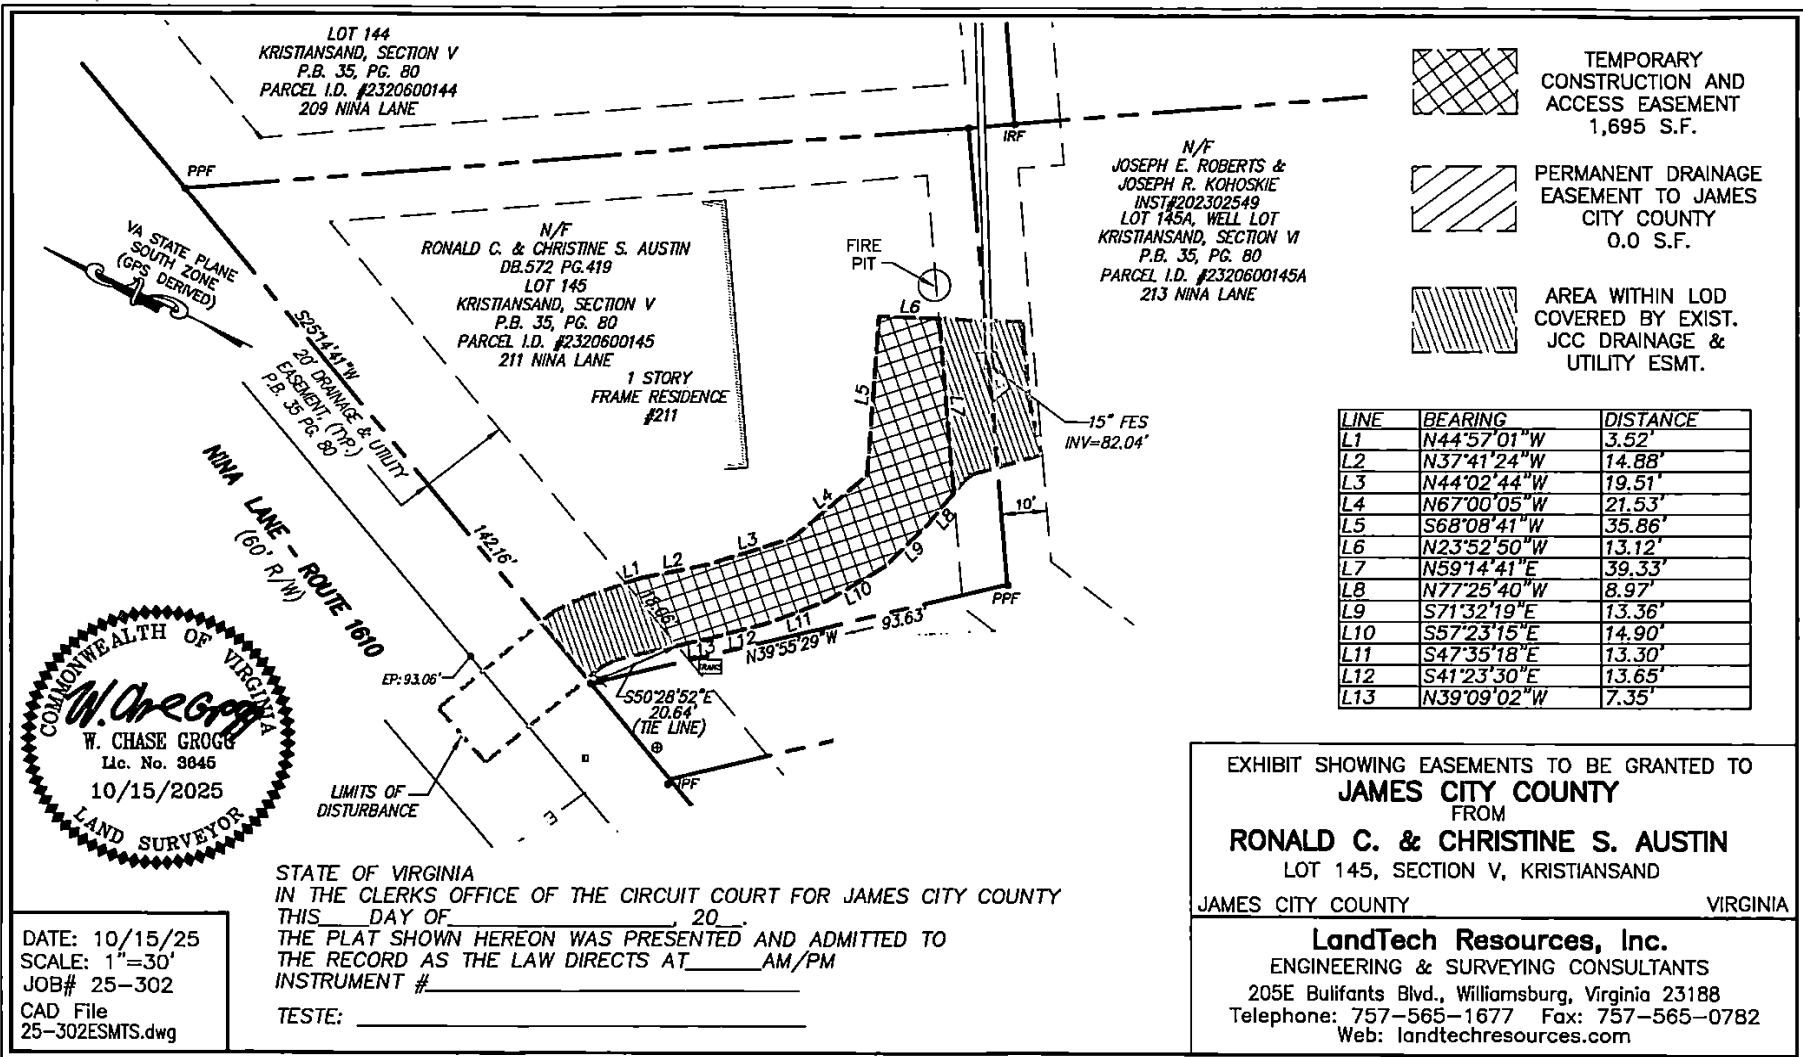 LOT 144
KRISTIANSAND, SECTION V
P.B. 35, PG. 80
PARCEL I.D. #2320600144
209 NINA LANE
PPF
IRF
VA STATE PLANE
SOUTH ZONE
(GPS DERIVED)
N/F
RONALD C. & CHRISTINE S. AUSTIN
DB.572 PG.419
LOT 145
KRISTIANSAND, SECTION V
P.B. 35, PG. 80
PARCEL I.D. #2320600145
211 NINA LANE
1 STORY
FRAME RESIDENCE
#211
FIRE
PIT
N/F
JOSEPH E. ROBERTS &
JOSEPH R. KOHOSKIE
INST#202302549
LOT 145A, WELL LOT
KRISTIANSAND, SECTION VI
P.B. 35, PG. 80
PARCEL I.D. #2320600145A
213 NINA LANE
TEMPORARY
CONSTRUCTION AND
ACCESS EASEMENT
1,695 S.F.
PERMANENT DRAINAGE
EASEMENT TO JAMES
CITY COUNTY
0.0 S.F.
AREA WITHIN LOD
COVERED BY EXIST.
JCC DRAINAGE &
UTILITY ESMT.
S25°14'41"W
142.16'
20' DRAINAGE & UTILITY
EASEMENT, (TYP.)
P.B. 35 PG. 80
NINA LANE - ROUTE 1610
(60' R/W)
L6
L5
L7
L4
L3
L2
L1
L8
L9
L10
L11
L12
L13
18.06'
15" FES
INV=82.04'
10'
PPF
N39°55'29"W
93.63'
TRANS
EP: 93.06'
S50°28'52"E
20.64'
(TIE LINE)
LIMITS OF
DISTURBANCE
IPF
E
LINE BEARING DISTANCE
L1 N44°57'01"W 3.52'
L2 N37°41'24"W 14.88'
L3 N44°02'44"W 19.51'
L4 N67°00'05"W 21.53'
L5 S68°08'41"W 35.86'
L6 N23°52'50"W 13.12'
L7 N59°14'41"E 39.33'
L8 N77°25'40"W 8.97'
L9 S71°32'19"E 13.36'
L10 S57°23'15"E 14.90'
L11 S47°35'18"E 13.30'
L12 S41°23'30"E 13.65'
L13 N39°09'02"W 7.35'
COMMONWEALTH OF VIRGINIA
W. Chase Grogg
W. CHASE GROGG
Lic. No. 3645
10/15/2025
LAND SURVEYOR
STATE OF VIRGINIA
IN THE CLERKS OFFICE OF THE CIRCUIT COURT FOR JAMES CITY COUNTY
THIS____DAY OF____________________, 20__.
THE PLAT SHOWN HEREON WAS PRESENTED AND ADMITTED TO
THE RECORD AS THE LAW DIRECTS AT______AM/PM
INSTRUMENT #______________________________
TESTE: ____________________________________
DATE: 10/15/25
SCALE: 1"=30'
JOB# 25-302
CAD File
25-302ESMTS.dwg
EXHIBIT SHOWING EASEMENTS TO BE GRANTED TO
JAMES CITY COUNTY
FROM
RONALD C. & CHRISTINE S. AUSTIN
LOT 145, SECTION V, KRISTIANSAND
JAMES CITY COUNTY VIRGINIA
LandTech Resources, Inc.
ENGINEERING & SURVEYING CONSULTANTS
205E Bulifants Blvd., Williamsburg, Virginia 23188
Telephone: 757-565-1677 Fax: 757-565-0782
Web: landtechresources.com